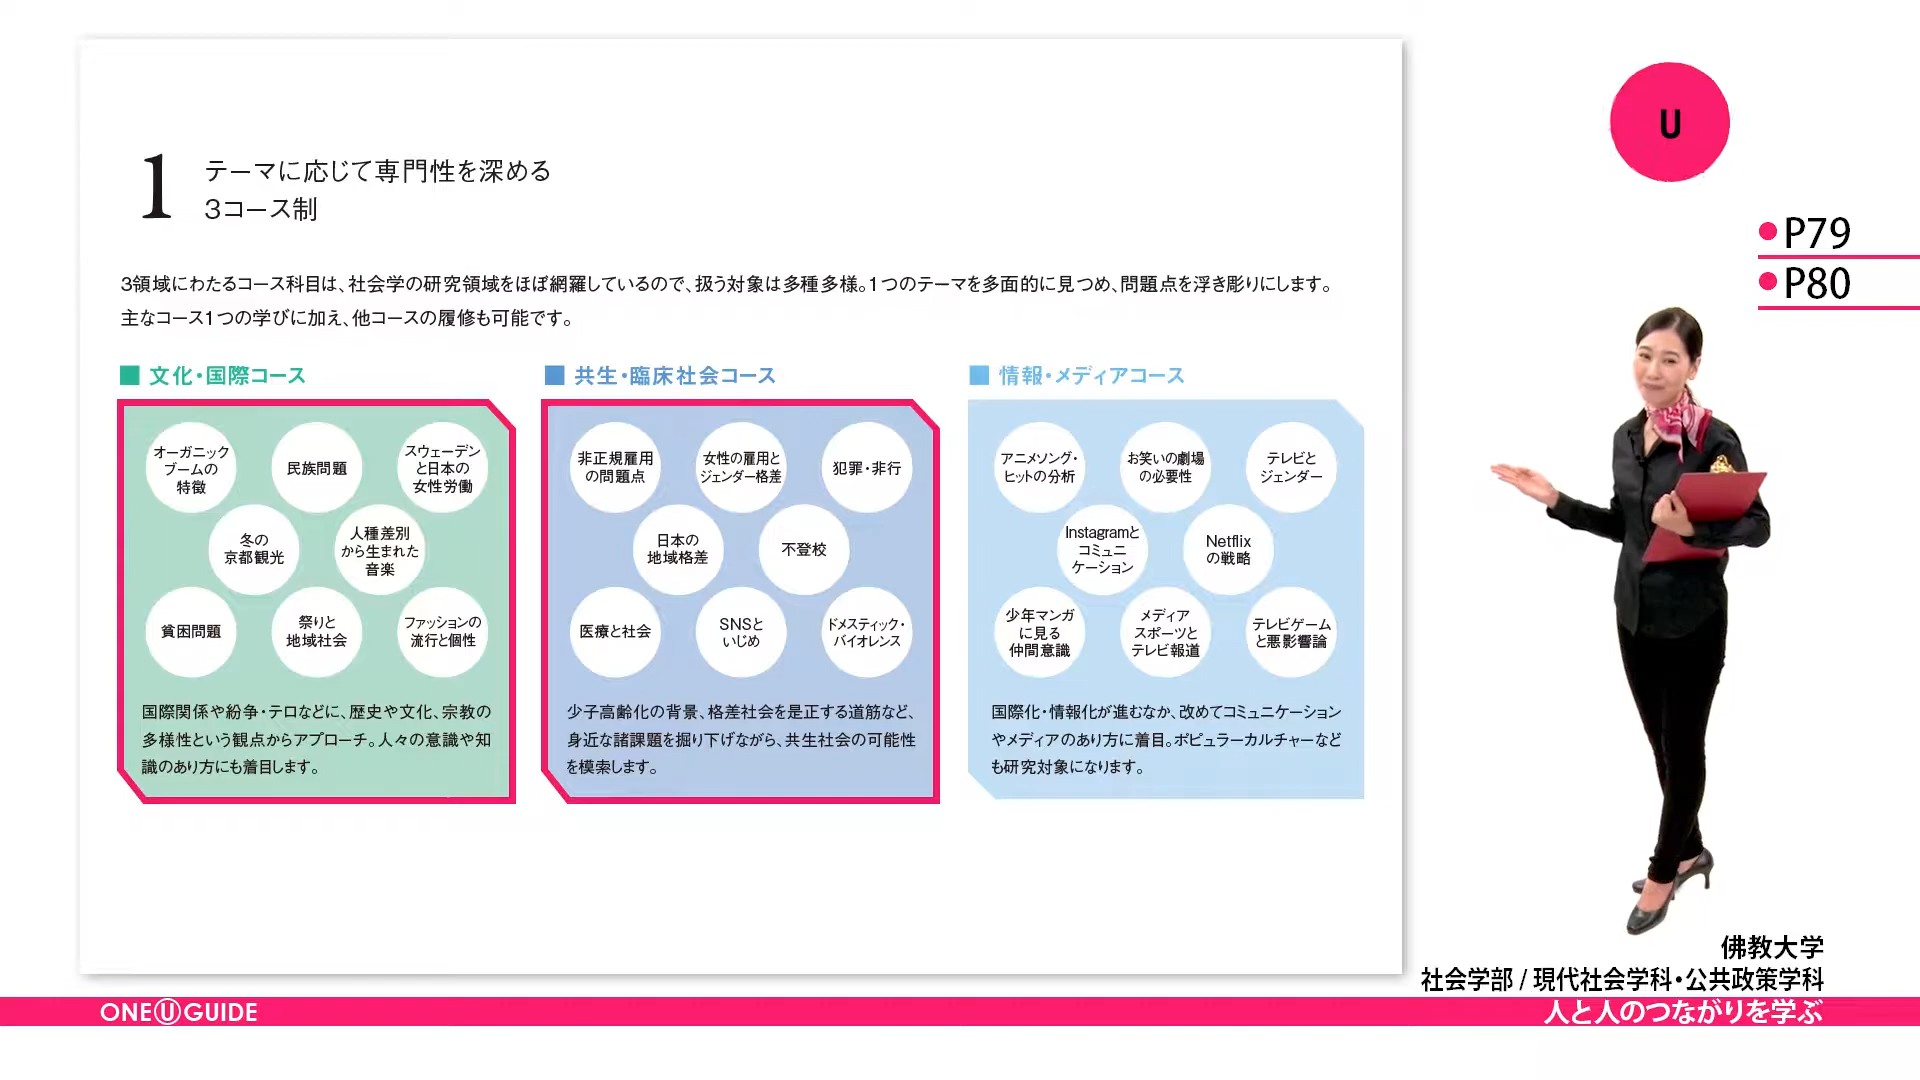 1
テーマに応じて専門性を深める
3コース制
3領域にわたるコース科目は、社会学の研究領域をほぼ網羅しているので、扱う対象は多種多様。1つのテーマを多面的に見つめ、問題点を浮き彫りにします。
主なコース1つの学びに加え、他コースの履修も可能です。
■ 文化・国際コース
オーガニック
ブームの
特徴
民族問題
スウェーデン
と日本の
女性労働
冬の
京都観光
人種差別
から生まれた
音楽
貧困問題
祭りと
地域社会
ファッションの
流行と個性
国際関係や紛争・テロなどに、歴史や文化、宗教の
多様性という観点からアプローチ。人々の意識や知
識のあり方にも着目します。
■ 共生・臨床社会コース
非正規雇用
の問題点
女性の雇用と
ジェンダー格差
犯罪・非行
日本の
地域格差
不登校
医療と社会
SNSと
いじめ
ドメスティック・
バイオレンス
少子高齢化の背景、格差社会を是正する道筋など、
身近な諸課題を掘り下げながら、共生社会の可能性
を模索します。
■ 情報・メディアコース
アニメソング・
ヒットの分析
お笑いの劇場
の必要性
テレビと
ジェンダー
Instagramと
コミュニ
ケーション
Netflix
の戦略
少年マンガ
に見る
仲間意識
メディア
スポーツと
テレビ報道
テレビゲーム
と悪影響論
国際化・情報化が進むなか、改めてコミュニケーション
やメディアのあり方に着目。ポピュラーカルチャーなど
も研究対象になります。
U
P79
P80
佛教大学
社会学部 / 現代社会学科・公共政策学科
人と人のつながりを学ぶ
ONE U GUIDE